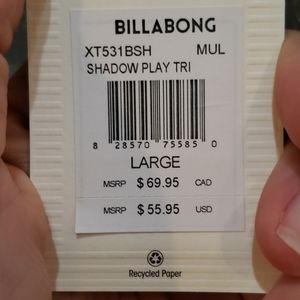 BILLABONG
XT531BSH MUL
SHADOW PLAY TRI
8 28570 75585 0
LARGE
MSRP $ 69.95 CAD
MSRP $ 55.95 USD
Recycled Paper